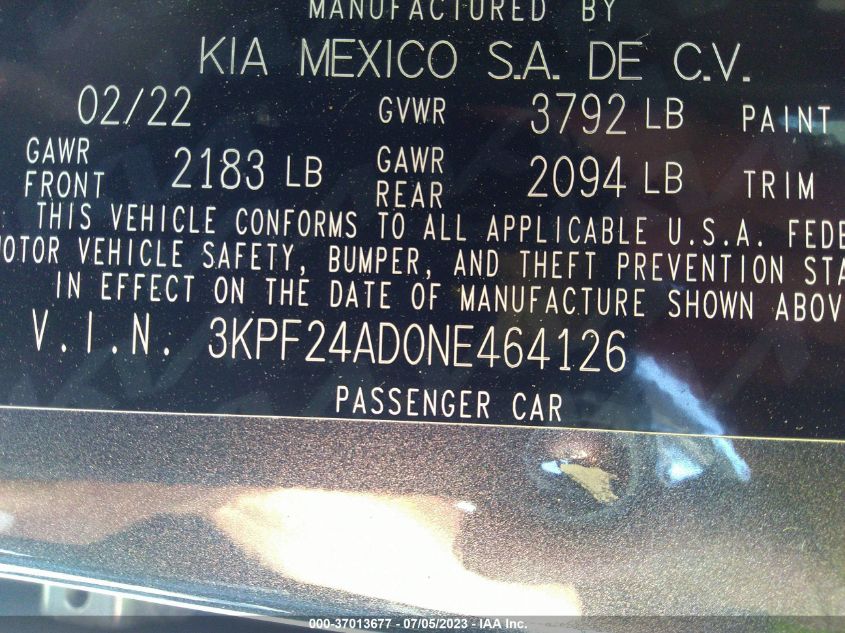 MANUFACTURED BY
KIA MEXICO S.A. DE C.V.
02/22 GVWR 3792 LB PAINT
GAWR FRONT 2183 LB GAWR REAR 2094 LB TRIM
THIS VEHICLE CONFORMS TO ALL APPLICABLE U.S.A. FEDE
MOTOR VEHICLE SAFETY, BUMPER, AND THEFT PREVENTION STA
IN EFFECT ON THE DATE OF MANUFACTURE SHOWN ABOV
V.I.N. 3KPF24AD0NE464126
PASSENGER CAR
000-37013677 / 07/05/2023 - IAA Inc.